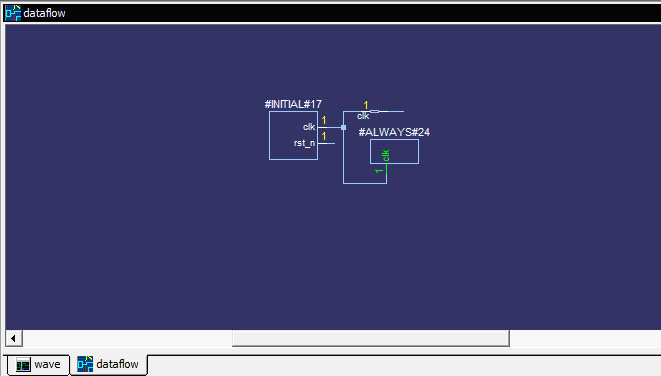 dataflow
#INITIAL#17
clk
1
rst_n
1
1
clk
#ALWAYS#24
clk
1
wave
dataflow